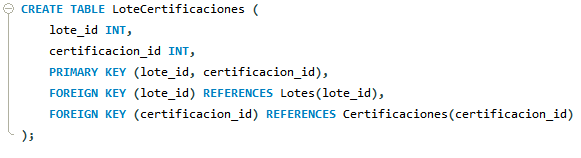 CREATE TABLE LoteCertificaciones (
    lote_id INT,
    certificacion_id INT,
    PRIMARY KEY (lote_id, certificacion_id),
    FOREIGN KEY (lote_id) REFERENCES Lotes(lote_id),
    FOREIGN KEY (certificacion_id) REFERENCES Certificaciones(certificacion_id)
);